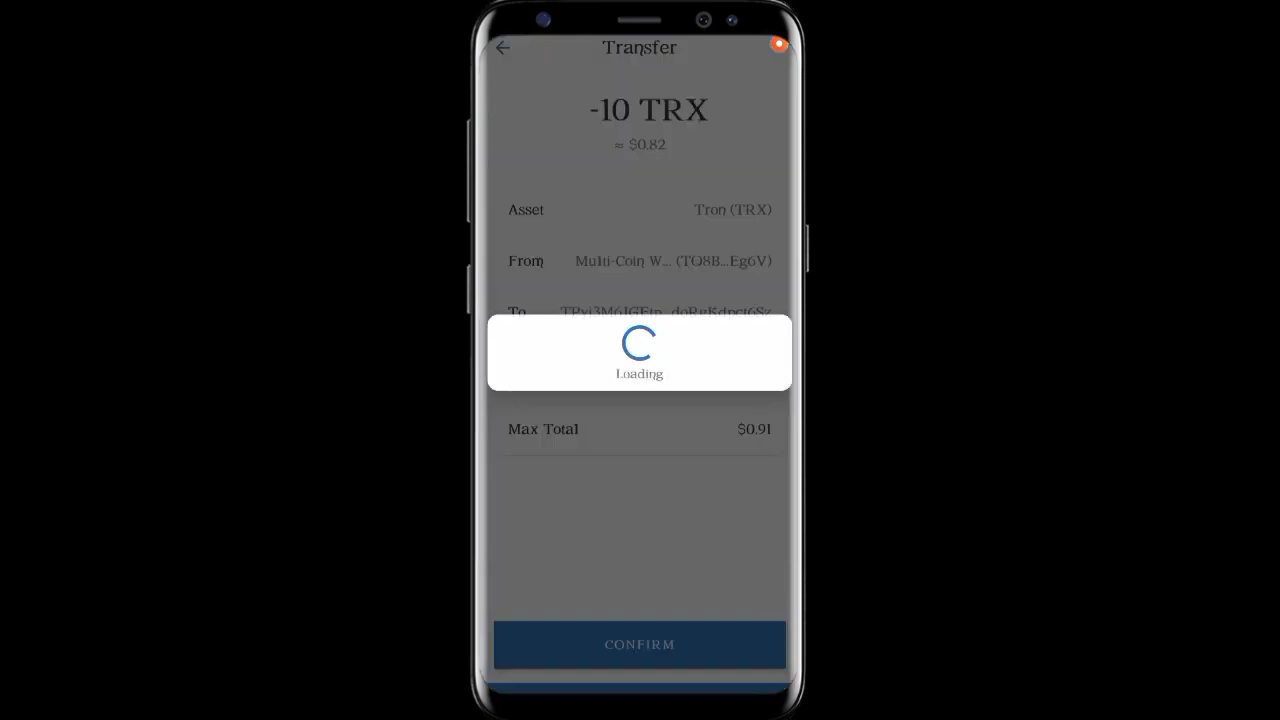 Transfer
-10 TRX
≈ $0.82
Asset Tron (TRX)
From Multi-Coin W... (TQ8B...Eg6V)
To
Loading
Max Total $0.91
CONFIRM